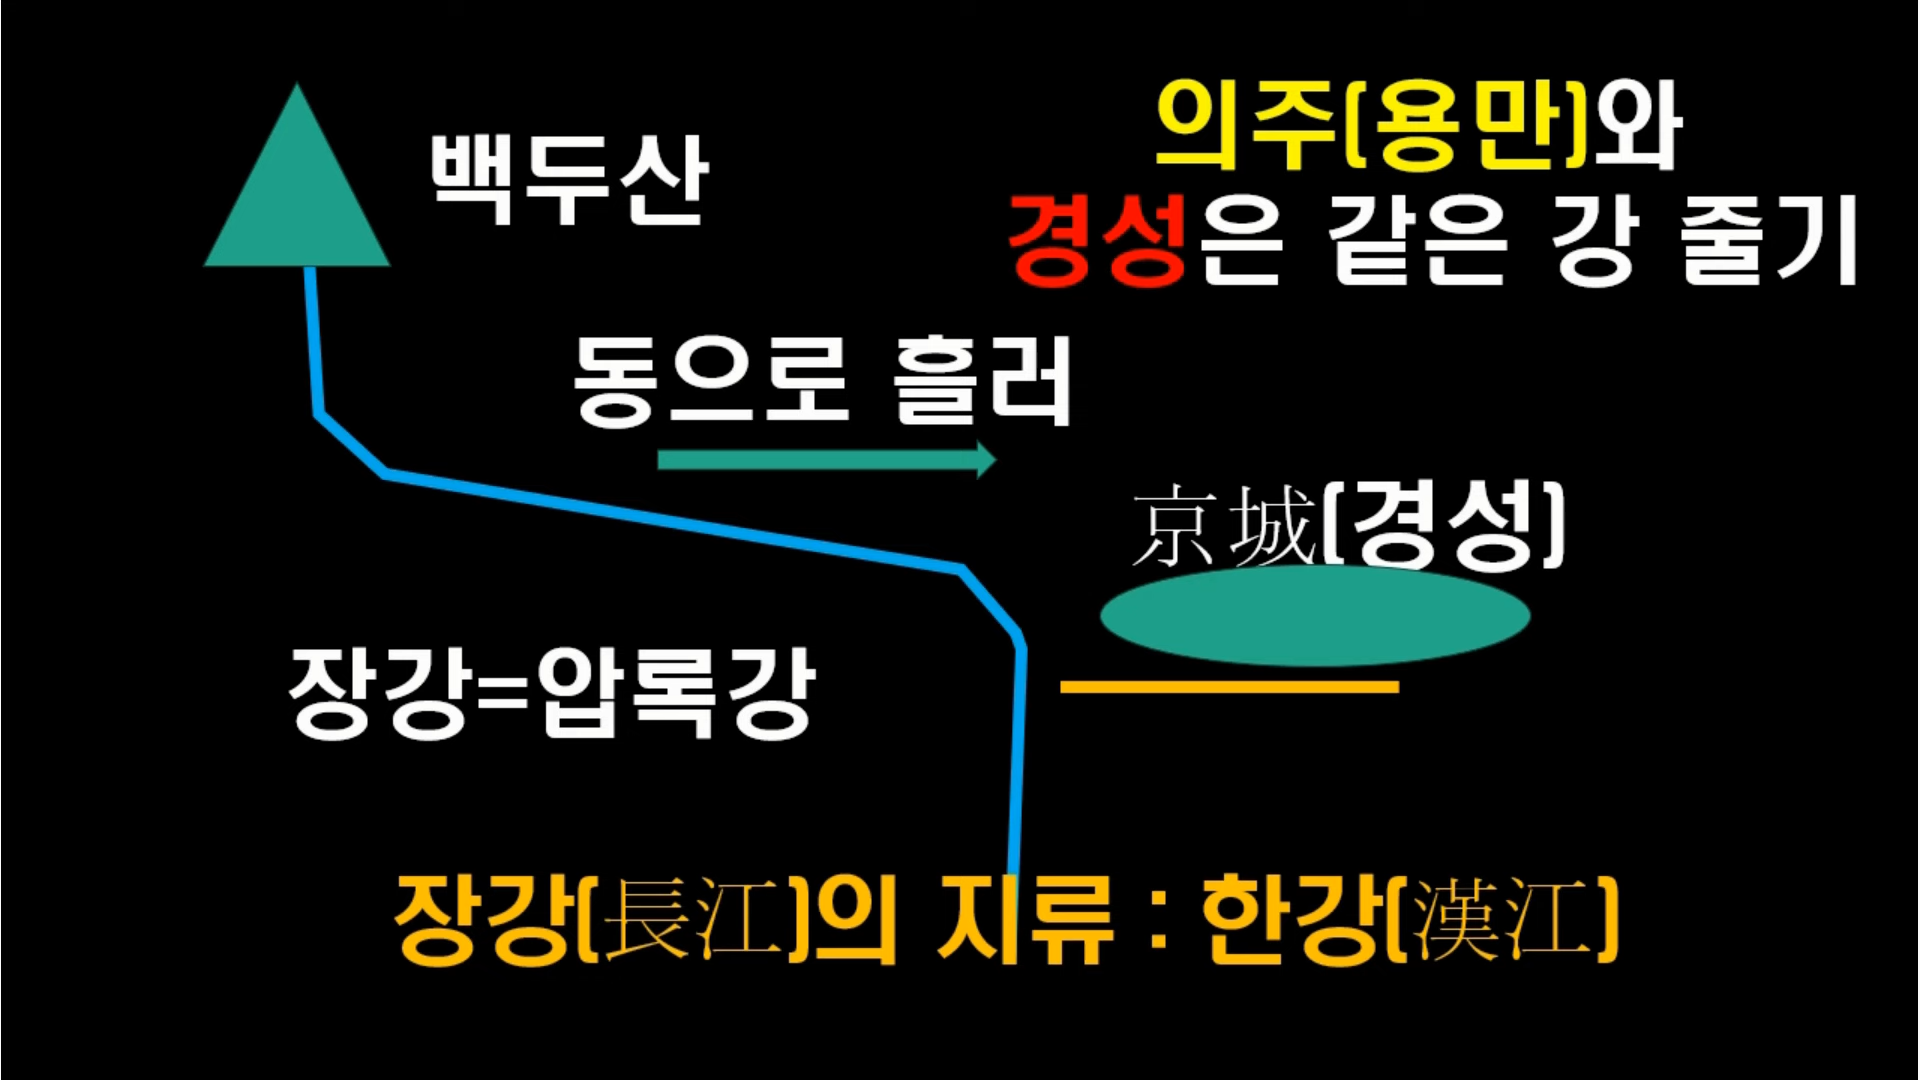 백두산
의주(용만)와
경성은 같은 강 줄기
동으로 흘러
京城(경성)
장강=압록강
장강(長江)의 지류 : 한강(漢江)